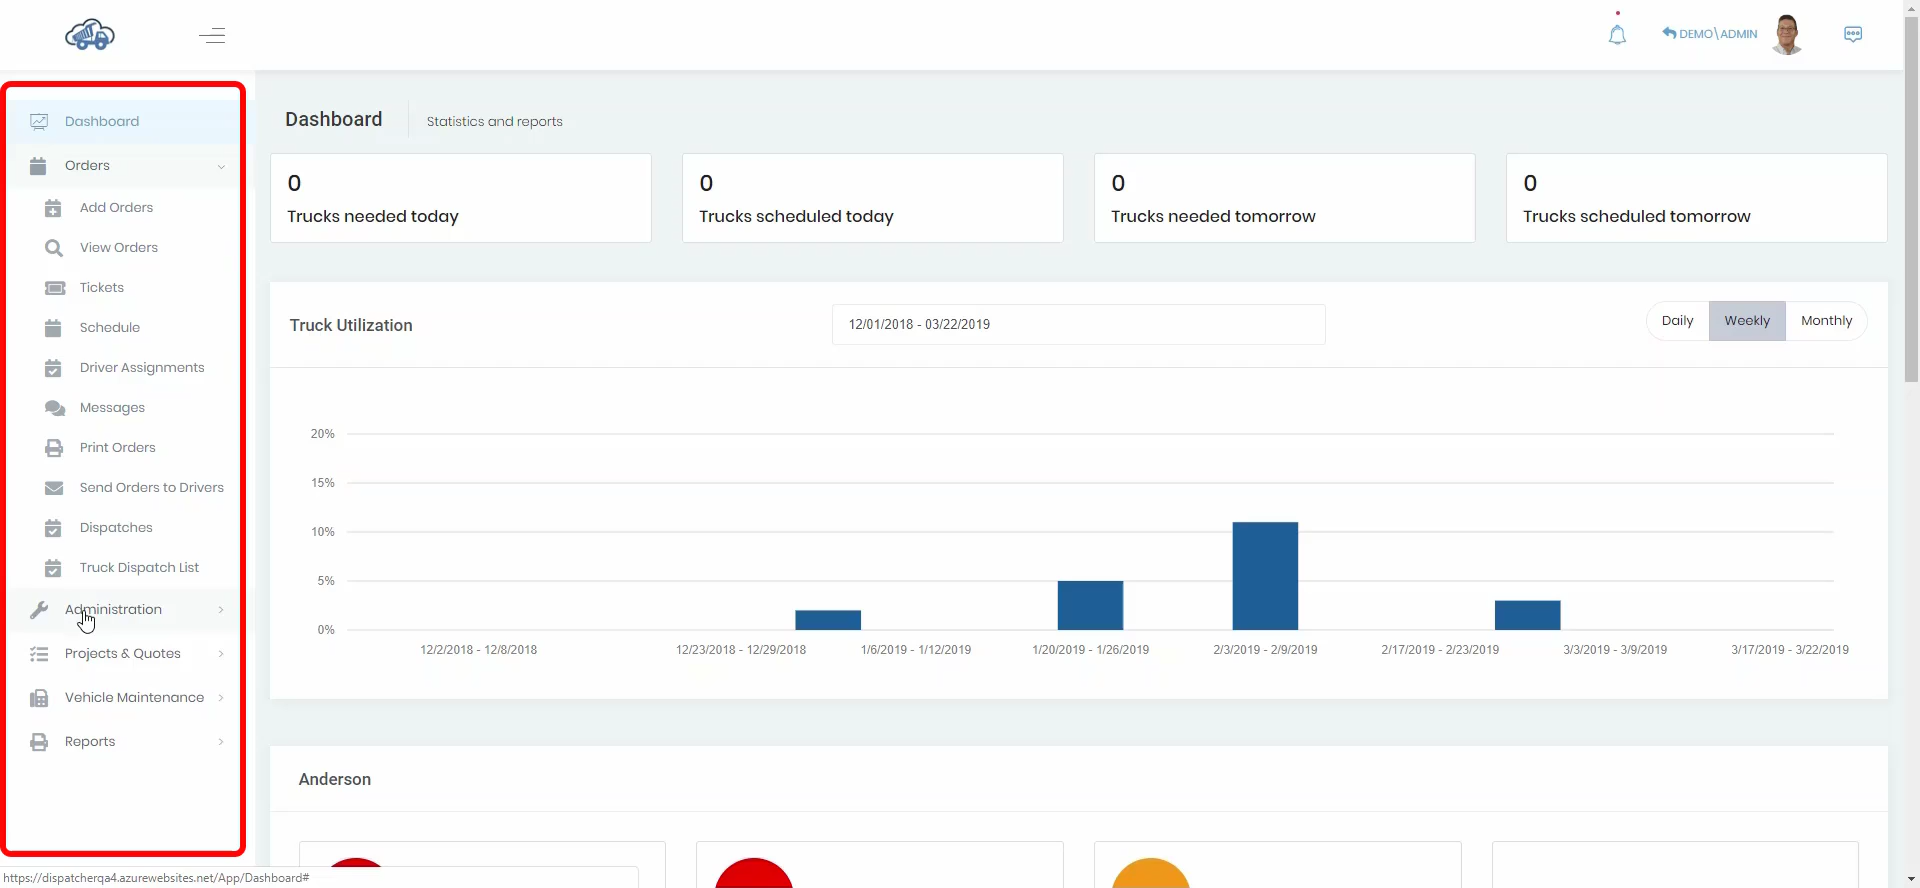 DEMO\ADMIN
Dashboard
Orders
Add Orders
View Orders
Tickets
Schedule
Driver Assignments
Messages
Print Orders
Send Orders to Drivers
Dispatches
Truck Dispatch List
Administration
Projects & Quotes
Vehicle Maintenance
Reports
Dashboard
Statistics and reports
0
Trucks needed today
0
Trucks scheduled today
0
Trucks needed tomorrow
0
Trucks scheduled tomorrow
Truck Utilization
12/01/2018 - 03/22/2019
Daily
Weekly
Monthly
20%
15%
10%
5%
0%
12/2/2018 - 12/8/2018
12/23/2018 - 12/29/2018
1/6/2019 - 1/12/2019
1/20/2019 - 1/26/2019
2/3/2019 - 2/9/2019
2/17/2019 - 2/23/2019
3/3/2019 - 3/9/2019
3/17/2019 - 3/22/2019
Anderson
https://dispatcherqa4.azurewebsites.net/App/Dashboard#